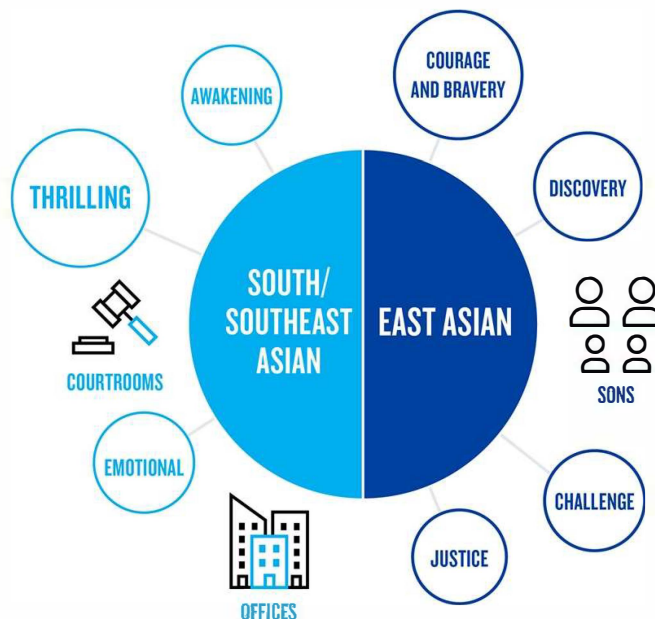 COURAGE
AND BRAVERY
AWAKENING
THRILLING
DISCOVERY
SOUTH/
SOUTHEAST
ASIAN
EAST ASIAN
COURTROOMS
SONS
EMOTIONAL
CHALLENGE
JUSTICE
OFFICES